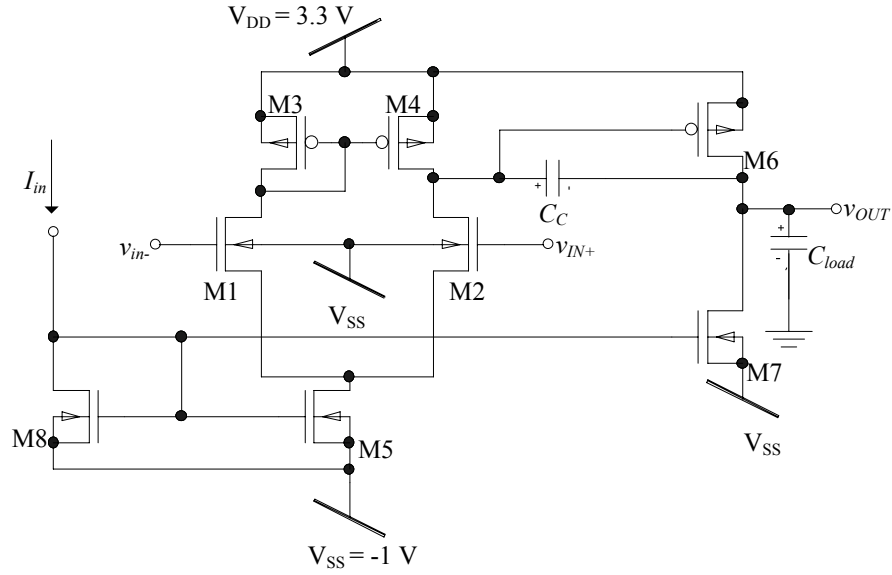 V_DD = 3.3 V
M3
M4
M6
I_in
+ -
C_C
v_OUT
+
-
C_load
v_in-
v_IN+
M1
M2
V_SS
M7
M8
M5
V_SS
V_SS = -1 V